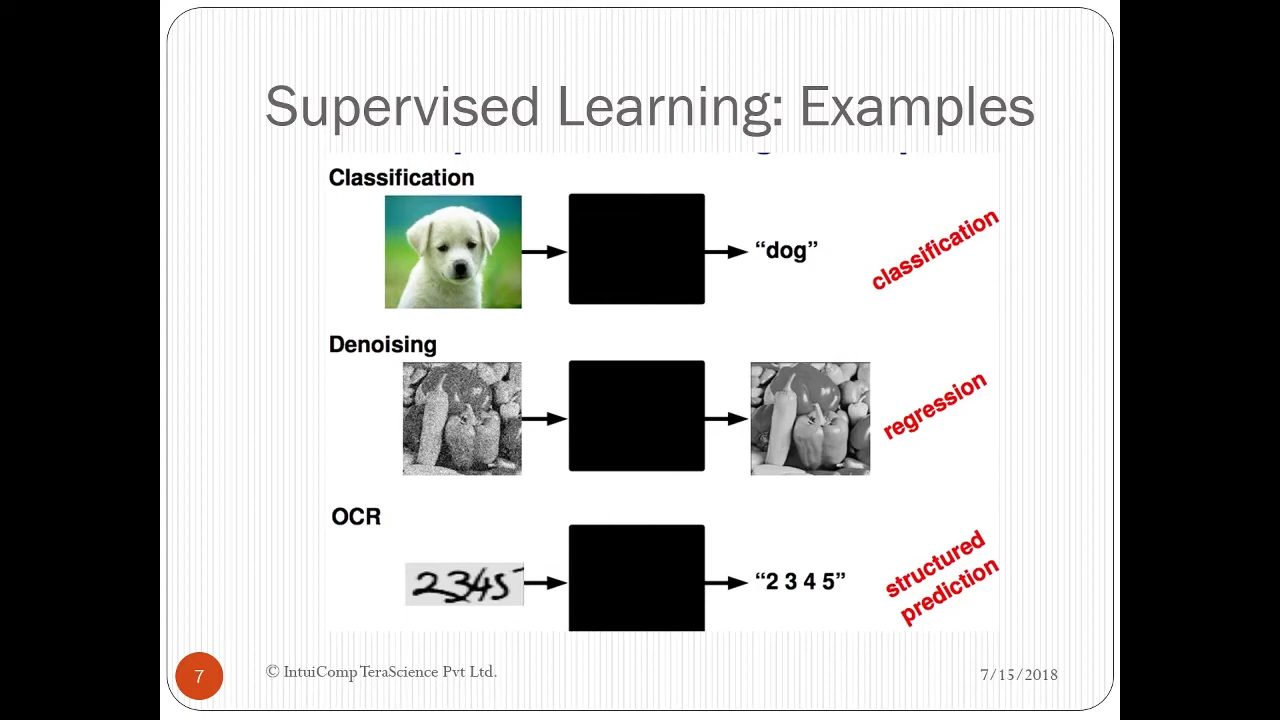 Supervised Learning: Examples
Classification
“dog”
classification
Denoising
regression
OCR
2345
“2 3 4 5”
structured
prediction
7
© IntuiComp TeraScience Pvt Ltd.
7/15/2018